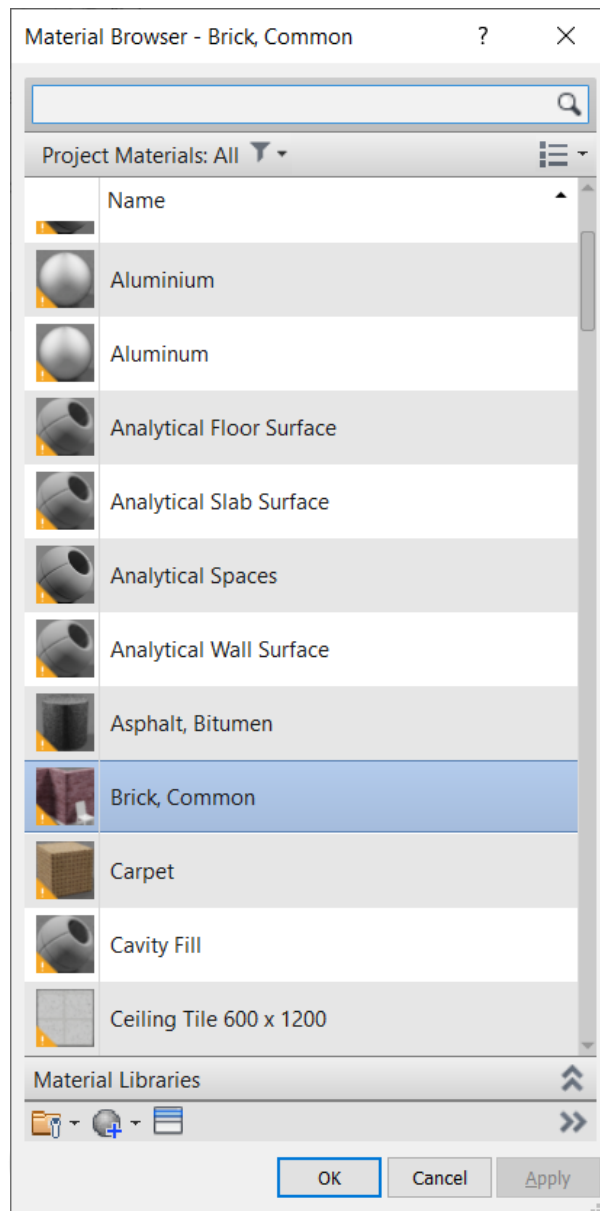 Material Browser - Brick, Common ?
Project Materials: All
Name
Aluminium
Aluminum
Analytical Floor Surface
Analytical Slab Surface
Analytical Spaces
Analytical Wall Surface
Asphalt, Bitumen
Brick, Common
Carpet
Cavity Fill
Ceiling Tile 600 x 1200
Material Libraries
OK Cancel Apply